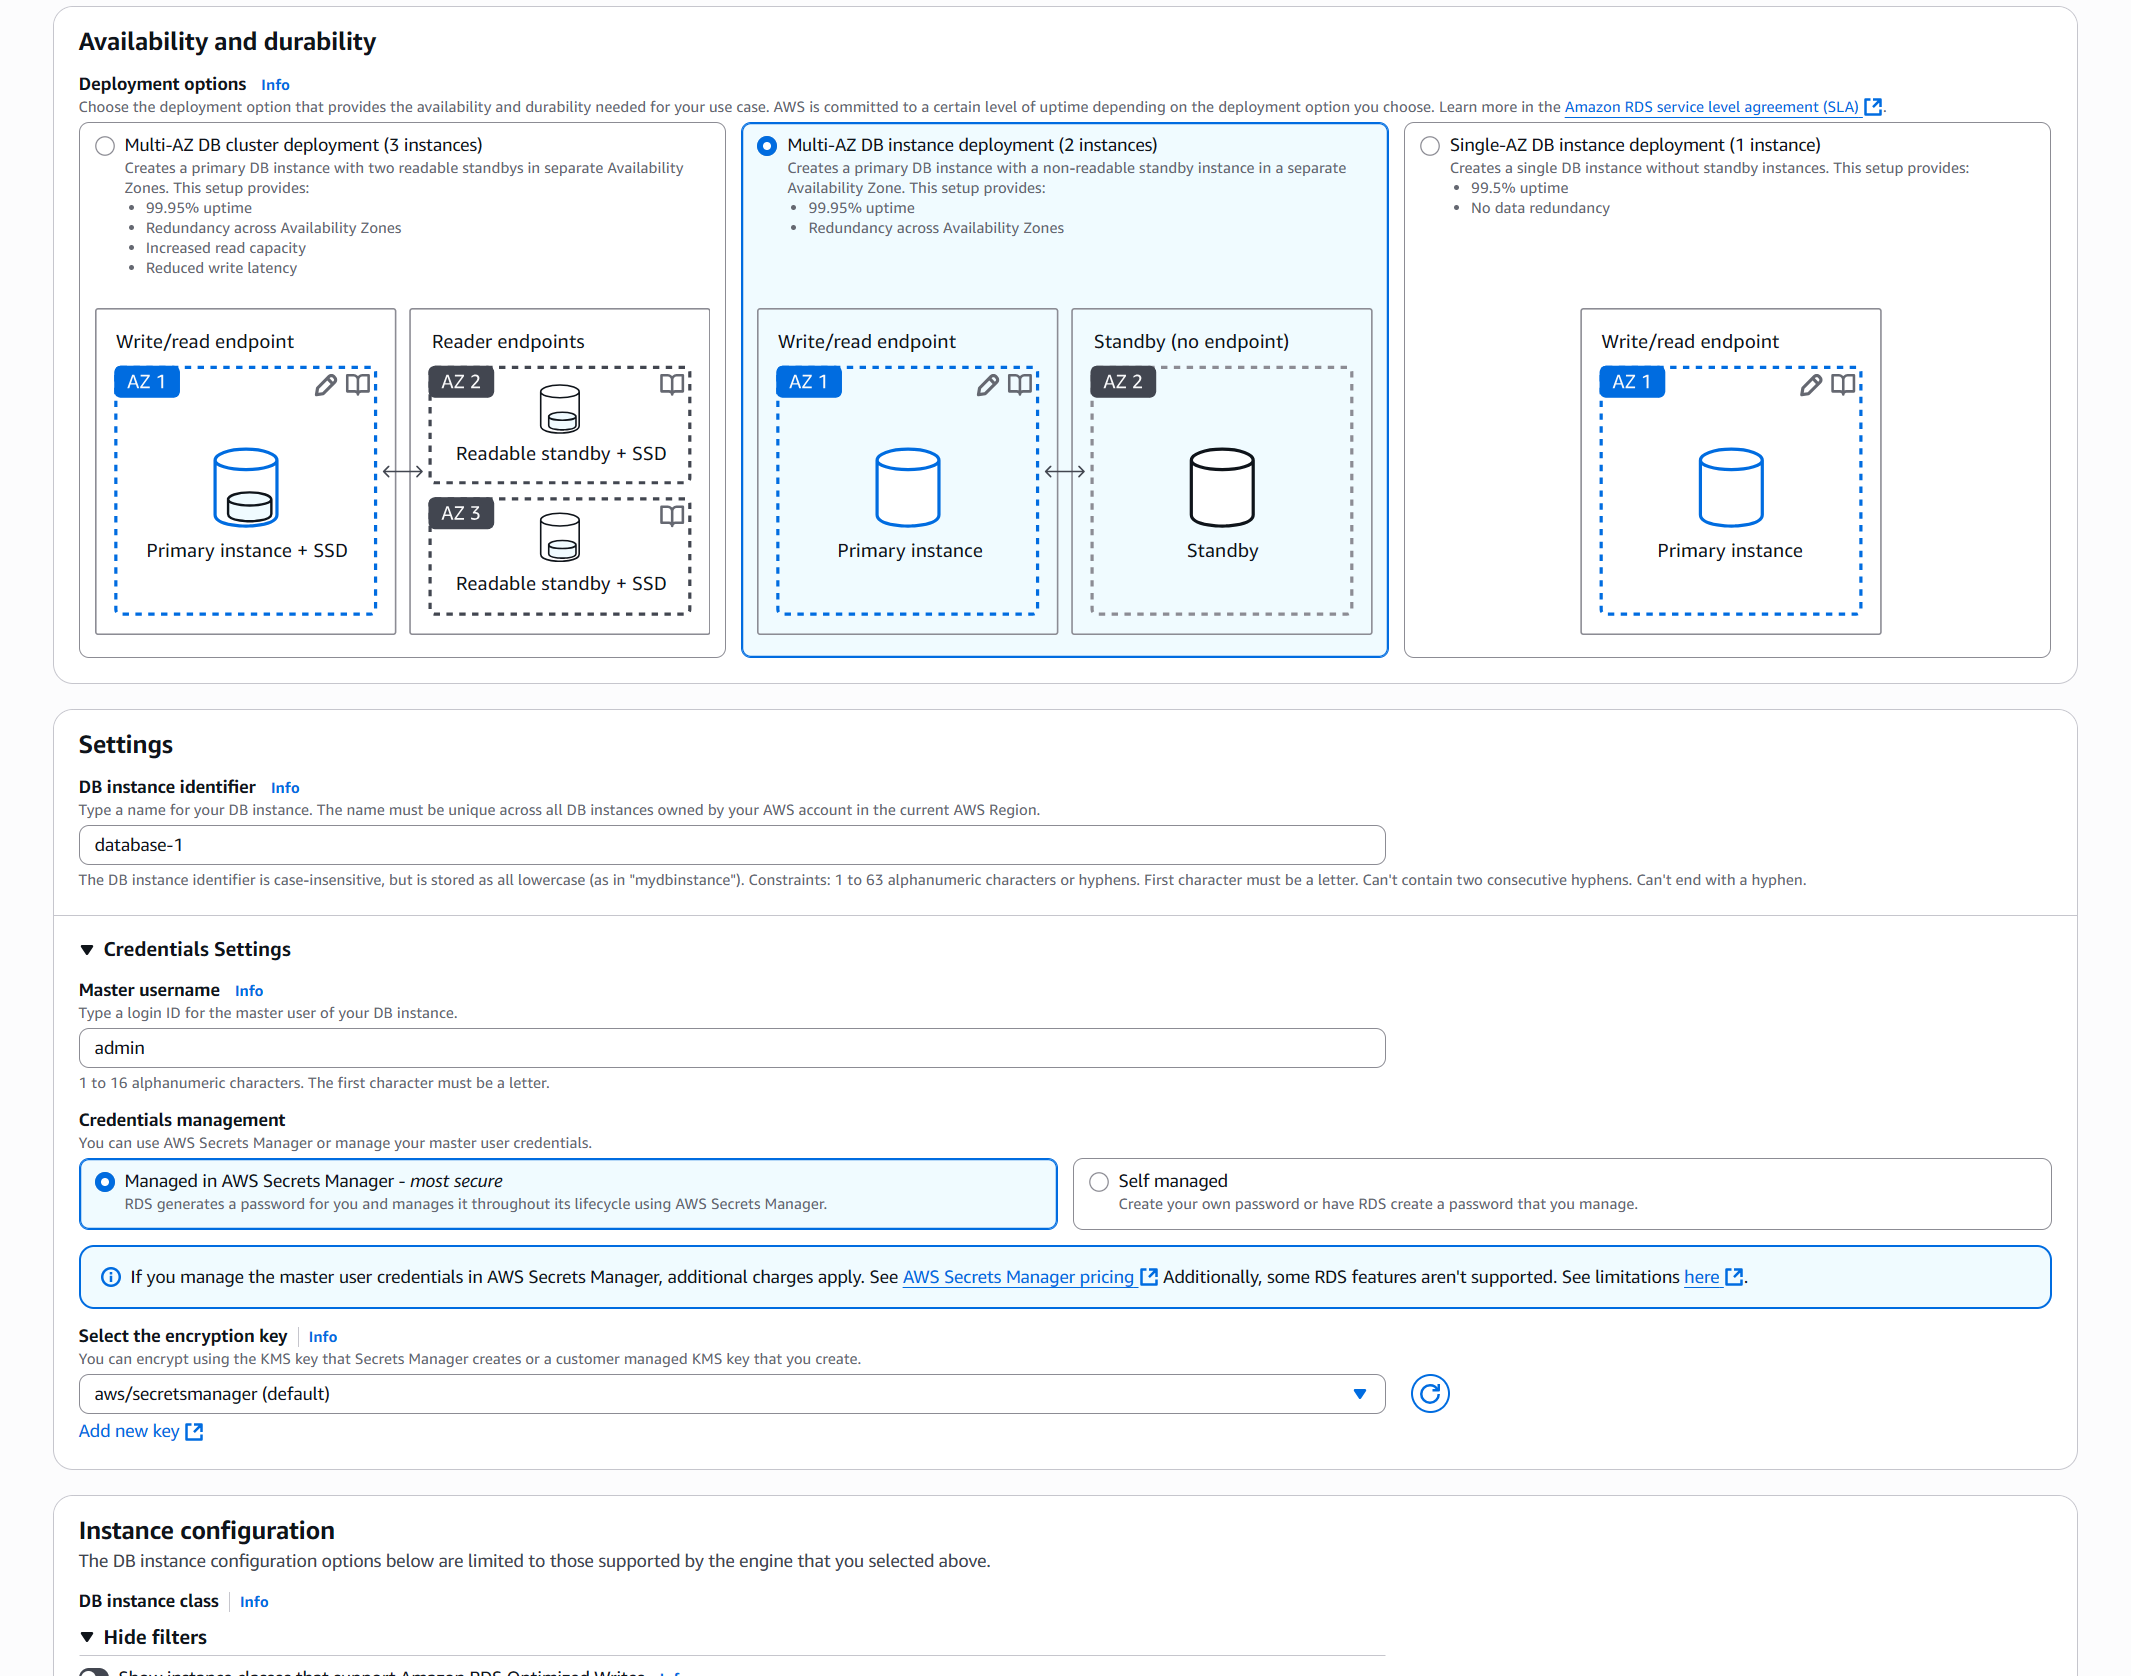 Availability and durability
Deployment options Info
Choose the deployment option that provides the availability and durability needed for your use case. AWS is committed to a certain level of uptime depending on the deployment option you choose. Learn more in the Amazon RDS service level agreement (SLA).
Multi-AZ DB cluster deployment (3 instances)
Creates a primary DB instance with two readable standbys in separate Availability
Zones. This setup provides:
• 99.95% uptime
• Redundancy across Availability Zones
• Increased read capacity
• Reduced write latency
Write/read endpoint
AZ 1
Primary instance + SSD
Reader endpoints
AZ 2
Readable standby + SSD
AZ 3
Readable standby + SSD
Multi-AZ DB instance deployment (2 instances)
Creates a primary DB instance with a non-readable standby instance in a separate
Availability Zone. This setup provides:
• 99.95% uptime
• Redundancy across Availability Zones
Write/read endpoint
AZ 1
Primary instance
Standby (no endpoint)
AZ 2
Standby
Single-AZ DB instance deployment (1 instance)
Creates a single DB instance without standby instances. This setup provides:
• 99.5% uptime
• No data redundancy
Write/read endpoint
AZ 1
Primary instance
Settings
DB instance identifier Info
Type a name for your DB instance. The name must be unique across all DB instances owned by your AWS account in the current AWS Region.
database-1
The DB instance identifier is case-insensitive, but is stored as all lowercase (as in "mydbinstance"). Constraints: 1 to 63 alphanumeric characters or hyphens. First character must be a letter. Can't contain two consecutive hyphens. Can't end with a hyphen.
Credentials Settings
Master username Info
Type a login ID for the master user of your DB instance.
admin
1 to 16 alphanumeric characters. The first character must be a letter.
Credentials management
You can use AWS Secrets Manager or manage your master user credentials.
Managed in AWS Secrets Manager - most secure
RDS generates a password for you and manages it throughout its lifecycle using AWS Secrets Manager.
Self managed
Create your own password or have RDS create a password that you manage.
If you manage the master user credentials in AWS Secrets Manager, additional charges apply. See AWS Secrets Manager pricing Additionally, some RDS features aren't supported. See limitations here.
Select the encryption key Info
You can encrypt using the KMS key that Secrets Manager creates or a customer managed KMS key that you create.
aws/secretsmanager (default)
Add new key
Instance configuration
The DB instance configuration options below are limited to those supported by the engine that you selected above.
DB instance class Info
Hide filters
Show instance classes that support Amazon RDS Optimized Writes Info